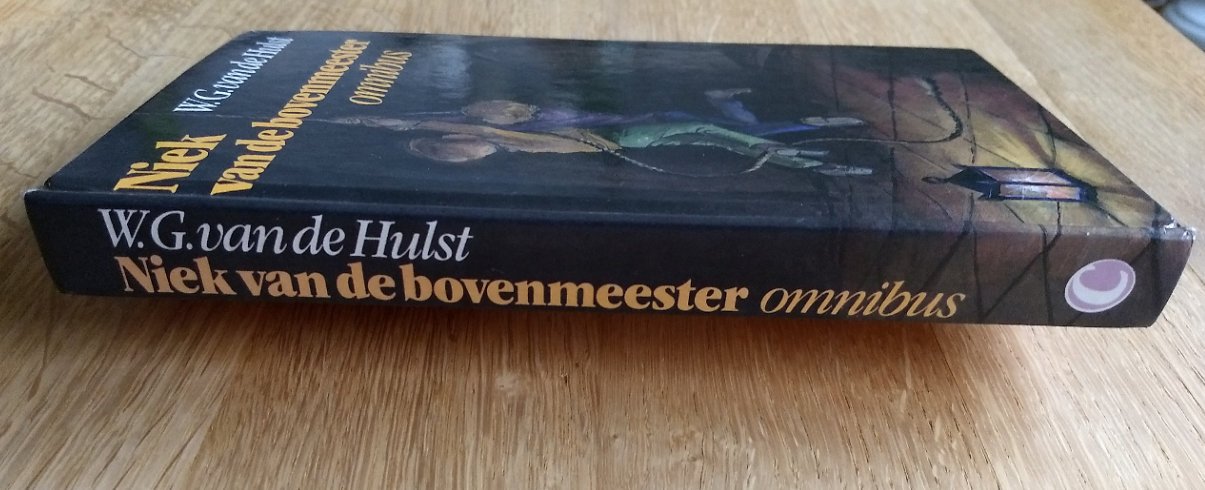 W.G.van de Hulst
Niek
van de bovenmeester
omnibus
W.G.van de Hulst
Niek van de bovenmeester omnibus